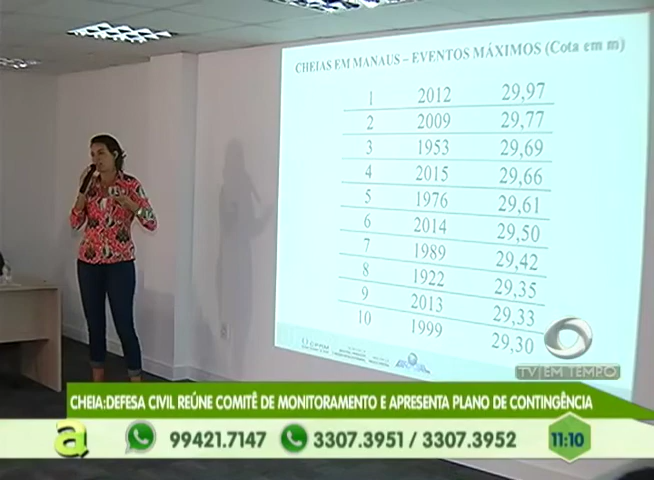 CHEIAS EM MANAUS – EVENTOS MÁXIMOS (Cota em m)
1 2012 29,97
2 2009 29,77
3 1953 29,69
4 2015 29,66
5 1976 29,61
6 2014 29,50
7 1989 29,42
8 1922 29,35
9 2013 29,33
10 1999 29,30
TV EM TEMPO
CHEIA:DEFESA CIVIL REÚNE COMITÊ DE MONITORAMENTO E APRESENTA PLANO DE CONTINGÊNCIA
a 99421.7147 3307.3951 / 3307.3952 11:10